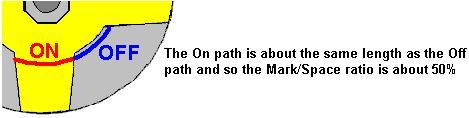 ON OFF
The On path is about the same length as the Off
path and so the Mark/Space ratio is about 50%